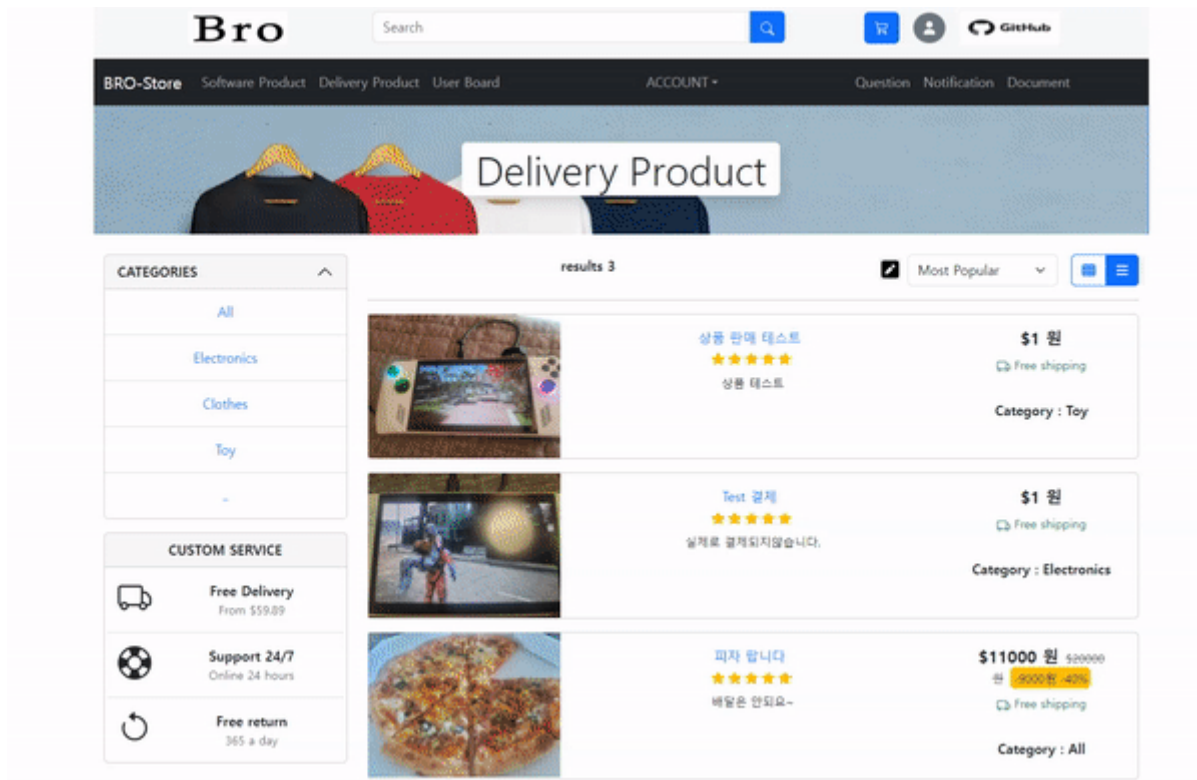 Bro
Search
GitHub
BRO-Store Software Product Delivery Product User Board ACCOUNT Question Notification Document
Delivery Product
CATEGORIES
All
Electronics
Clothes
Toy
-
CUSTOM SERVICE
Free Delivery
From $59.89
Support 24/7
Online 24 hours
Free return
365 a day
results 3
Most Popular
상품 판매 테스트
상품 테스트
$1 원
Free shipping
Category : Toy
Test 결제
실제로 결제되지않습니다.
$1 원
Free shipping
Category : Electronics
피자 팝니다
배달은 안되요~
$11000 원 $20000
원 -9000원 -40%
Free shipping
Category : All